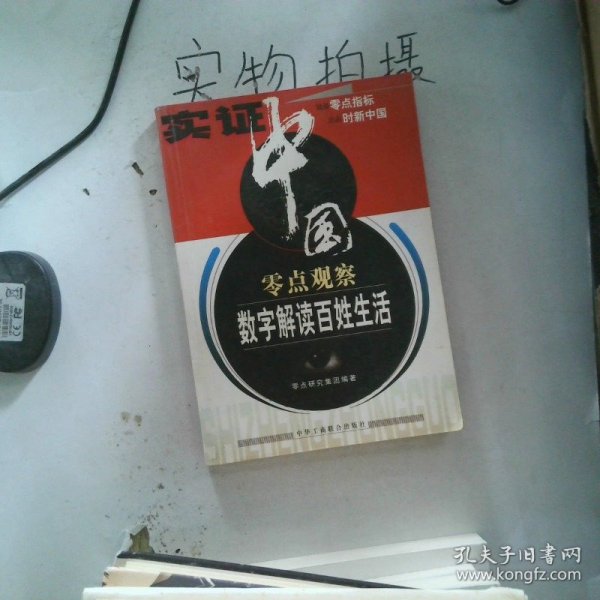 实物拍摄
实证
零点指标
时新中国
中国
零点观察
数字解读百姓生活
零点研究集团编著
中华工商联合出版社
孔夫子旧书网
www.kongfz.com